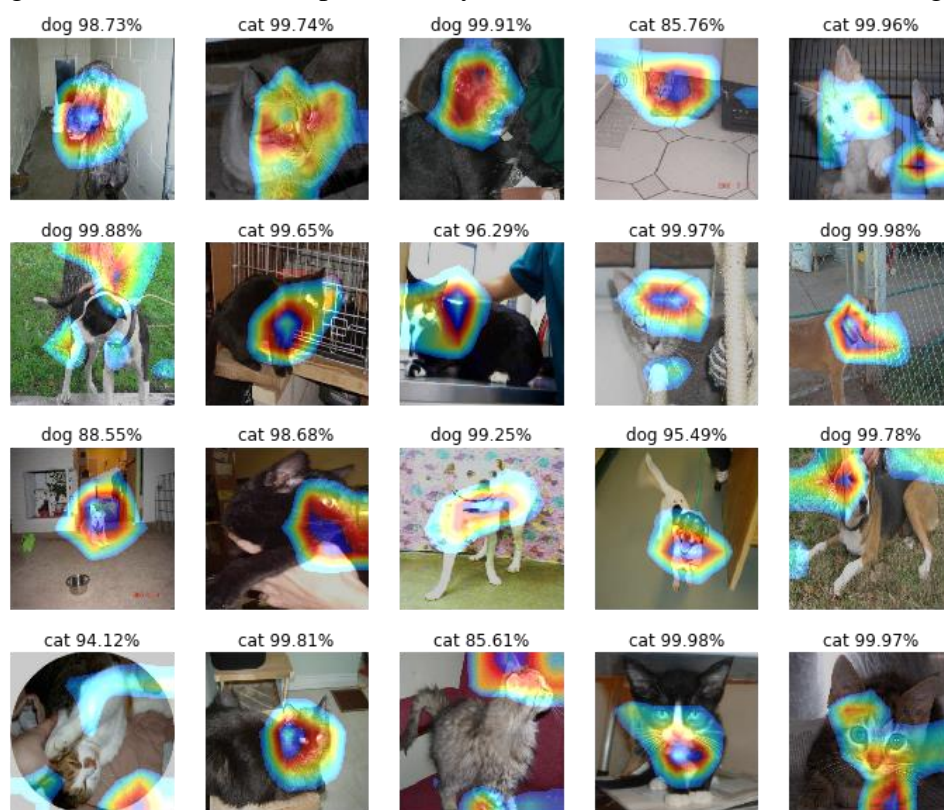 dog 98.73% cat 99.74% dog 99.91% cat 85.76% cat 99.96%
dog 99.88% cat 99.65% cat 96.29% cat 99.97% dog 99.98%
dog 88.55% cat 98.68% dog 99.25% dog 95.49% dog 99.78%
cat 94.12% cat 99.81% cat 85.61% cat 99.98% cat 99.97%